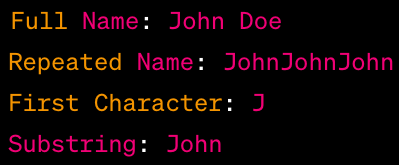 Full Name: John Doe
Repeated Name: JohnJohnJohn
First Character: J
Substring: John